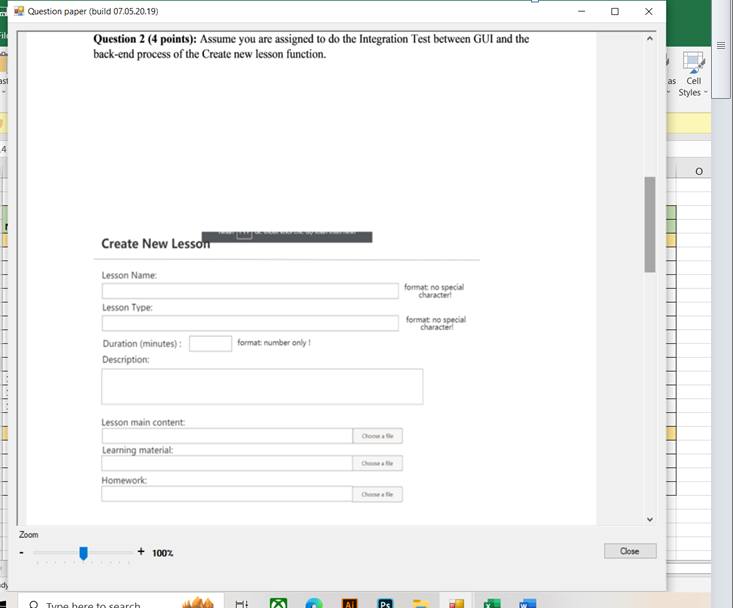 Question paper (build 07.05.20.19)
Question 2 (4 points): Assume you are assigned to do the Integration Test between GUI and the
back-end process of the Create new lesson function.
as Cell
Styles
O
Create New Lesson
Lesson Name:
format: no special
character!
Lesson Type:
format: no special
character!
Duration (minutes) :
format: number only !
Description:
Lesson main content:
Choose a file
Learning material:
Choose a file
Homework:
Choose a file
Zoom
- + 100%
Close
Type here to search